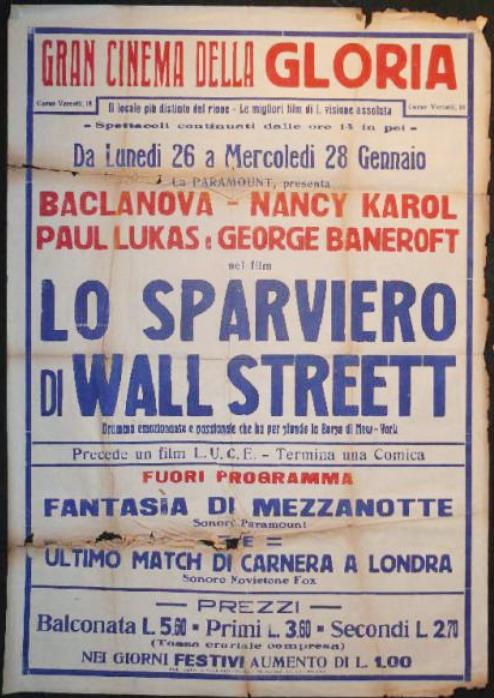 GRAN CINEMA DELLA GLORIA
Corso Vercelli, 18
Il locale più distinto del rione - Le migliori film di I. visione assoluta
Corso Vercelli, 18
- Spettacoli continuati dalle ore 14 in poi -
Da Lunedi 26 a Mercoledi 28 Gennaio
La PARAMOUNT, presenta
BACLANOVA - NANCY KAROL
PAUL LUKAS e GEORGE BANEROFT
nel film
LO SPARVIERO
DI WALL STREETT
Dramma emozionante e passionale che ha per sfondo la Borsa di New-York
Precede un film L.U.C.E. - Termina una Comica
FUORI PROGRAMMA
FANTASIA DI MEZZANOTTE
Sonoro Paramount
= E =
ULTIMO MATCH DI CARNERA A LONDRA
Sonoro Novietone Fox
— PREZZI —
Balconata L. 5.60 - Primi L. 3.60 - Secondi L. 2.70
(Tassa erariale compresa)
NEI GIORNI FESTIVI AUMENTO DI L. 1.00